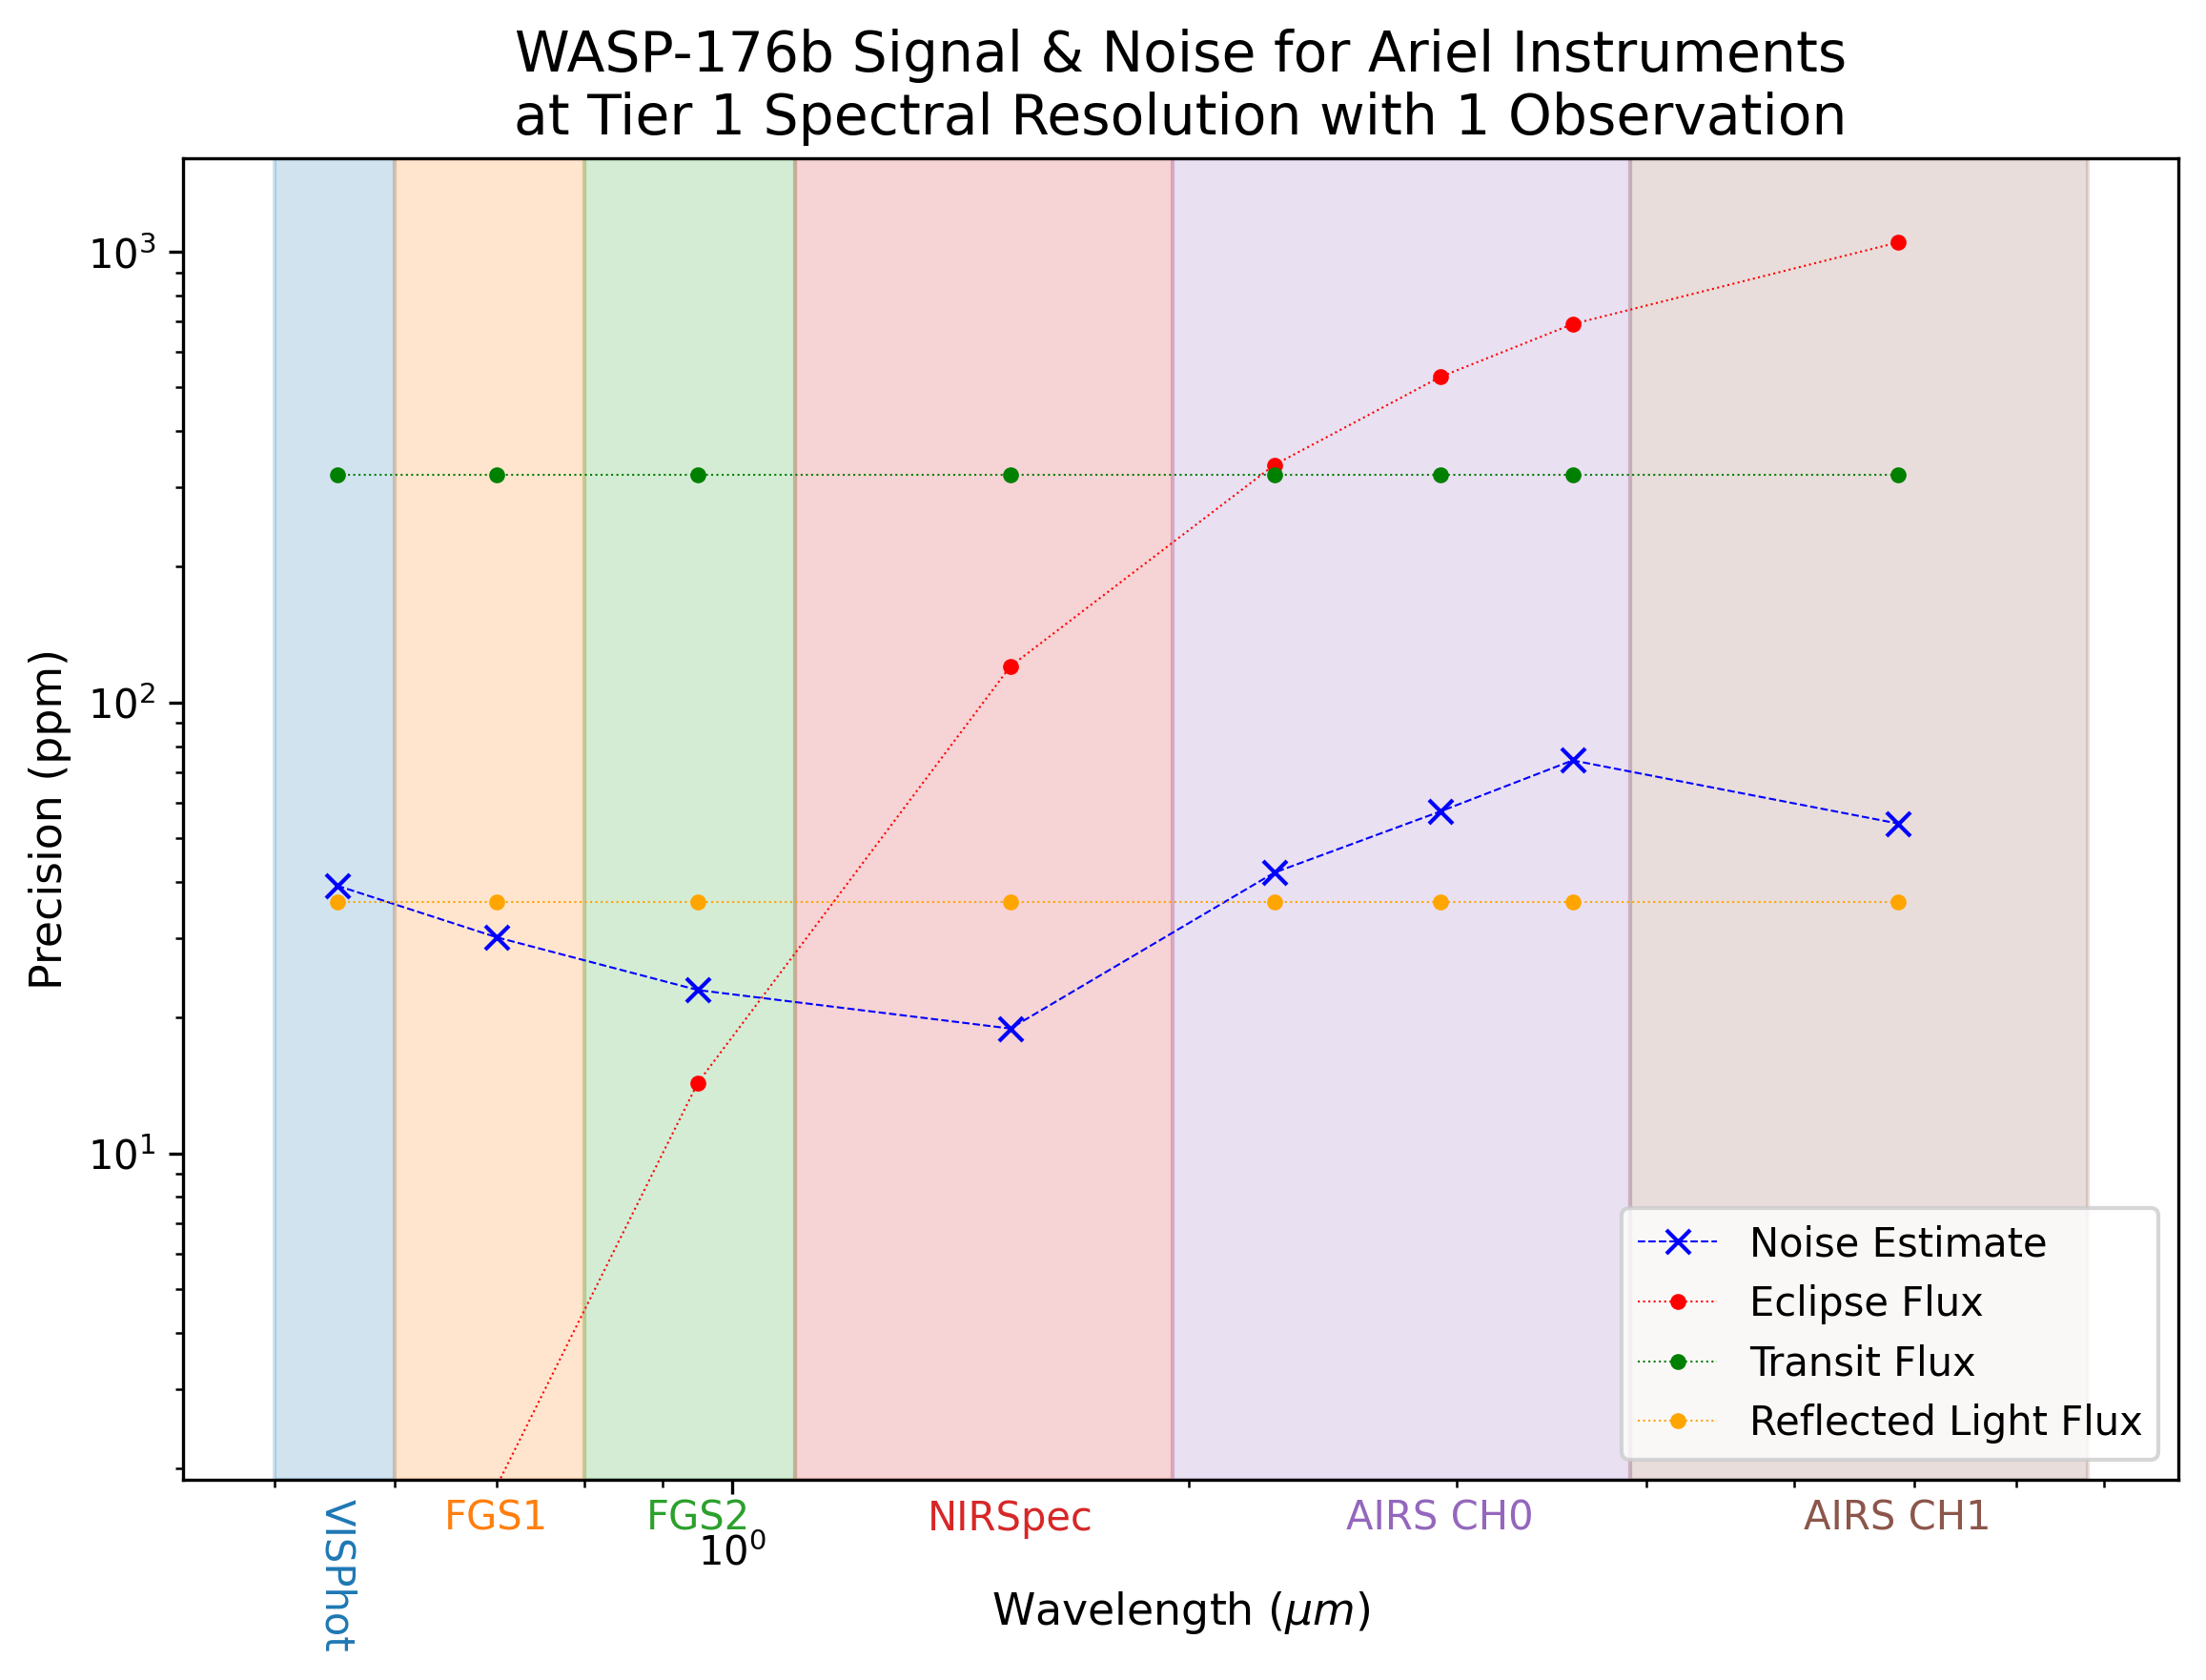 WASP-176b Signal & Noise for Ariel Instruments
at Tier 1 Spectral Resolution with 1 Observation
Precision (ppm)
10³
10²
10¹
Noise Estimate
Eclipse Flux
Transit Flux
Reflected Light Flux
VISPhot
FGS1
FGS2
NIRSpec
AIRS CH0
AIRS CH1
10⁰
Wavelength (μm)